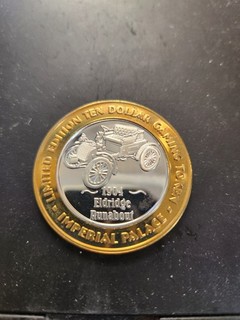 LIMITED EDITION TEN DOLLAR GAMING TOKEN
1904
Eldridge
Runabout
IMPERIAL PALACE